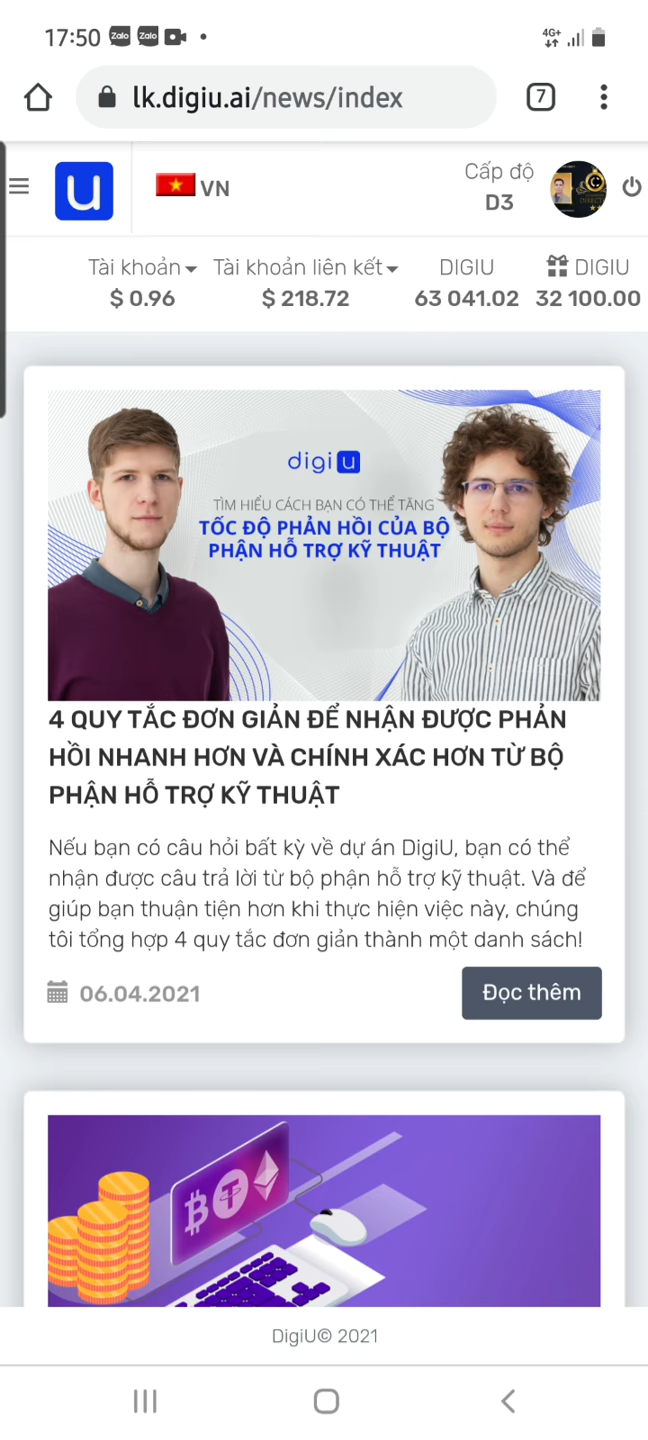 17:50 Zalo Zalo
4G+
lk.digiu.ai/news/index
7
u
VN
Cấp độ
D3
Tài khoản
$ 0.96
Tài khoản liên kết
$ 218.72
DIGIU
63 041.02
DIGIU
32 100.00
digi u
TÌM HIỂU CÁCH BẠN CÓ THỂ TĂNG
TỐC ĐỘ PHẢN HỒI CỦA BỘ
PHẬN HỖ TRỢ KỸ THUẬT
4 QUY TẮC ĐƠN GIẢN ĐỂ NHẬN ĐƯỢC PHẢN
HỒI NHANH HƠN VÀ CHÍNH XÁC HƠN TỪ BỘ
PHẬN HỖ TRỢ KỸ THUẬT
Nếu bạn có câu hỏi bất kỳ về dự án DigiU, bạn có thể
nhận được câu trả lời từ bộ phận hỗ trợ kỹ thuật. Và để
giúp bạn thuận tiện hơn khi thực hiện việc này, chúng
tôi tổng hợp 4 quy tắc đơn giản thành một danh sách!
06.04.2021
Đọc thêm
DigiU© 2021